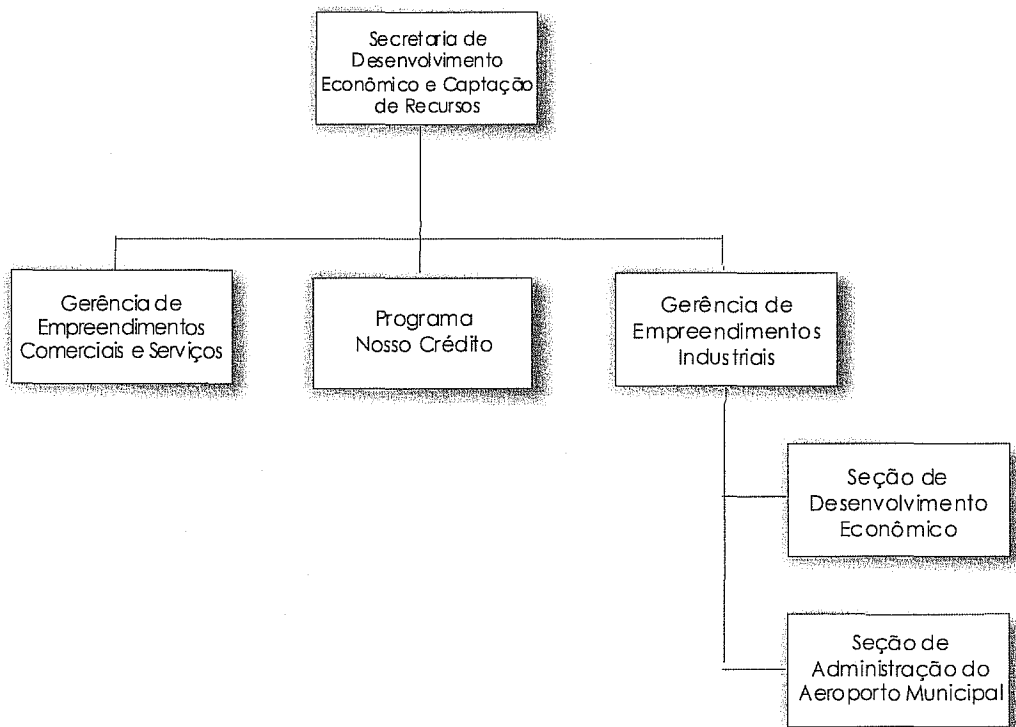 Secretaria de
Desenvolvimento
Econômico e Captação
de Recursos
Gerência de
Empreendimentos
Comerciais e Serviços
Programa
Nosso Crédito
Gerência de
Empreendimentos
Industriais
Seção de
Desenvolvimento
Econômico
Seção de
Administração do
Aeroporto Municipal